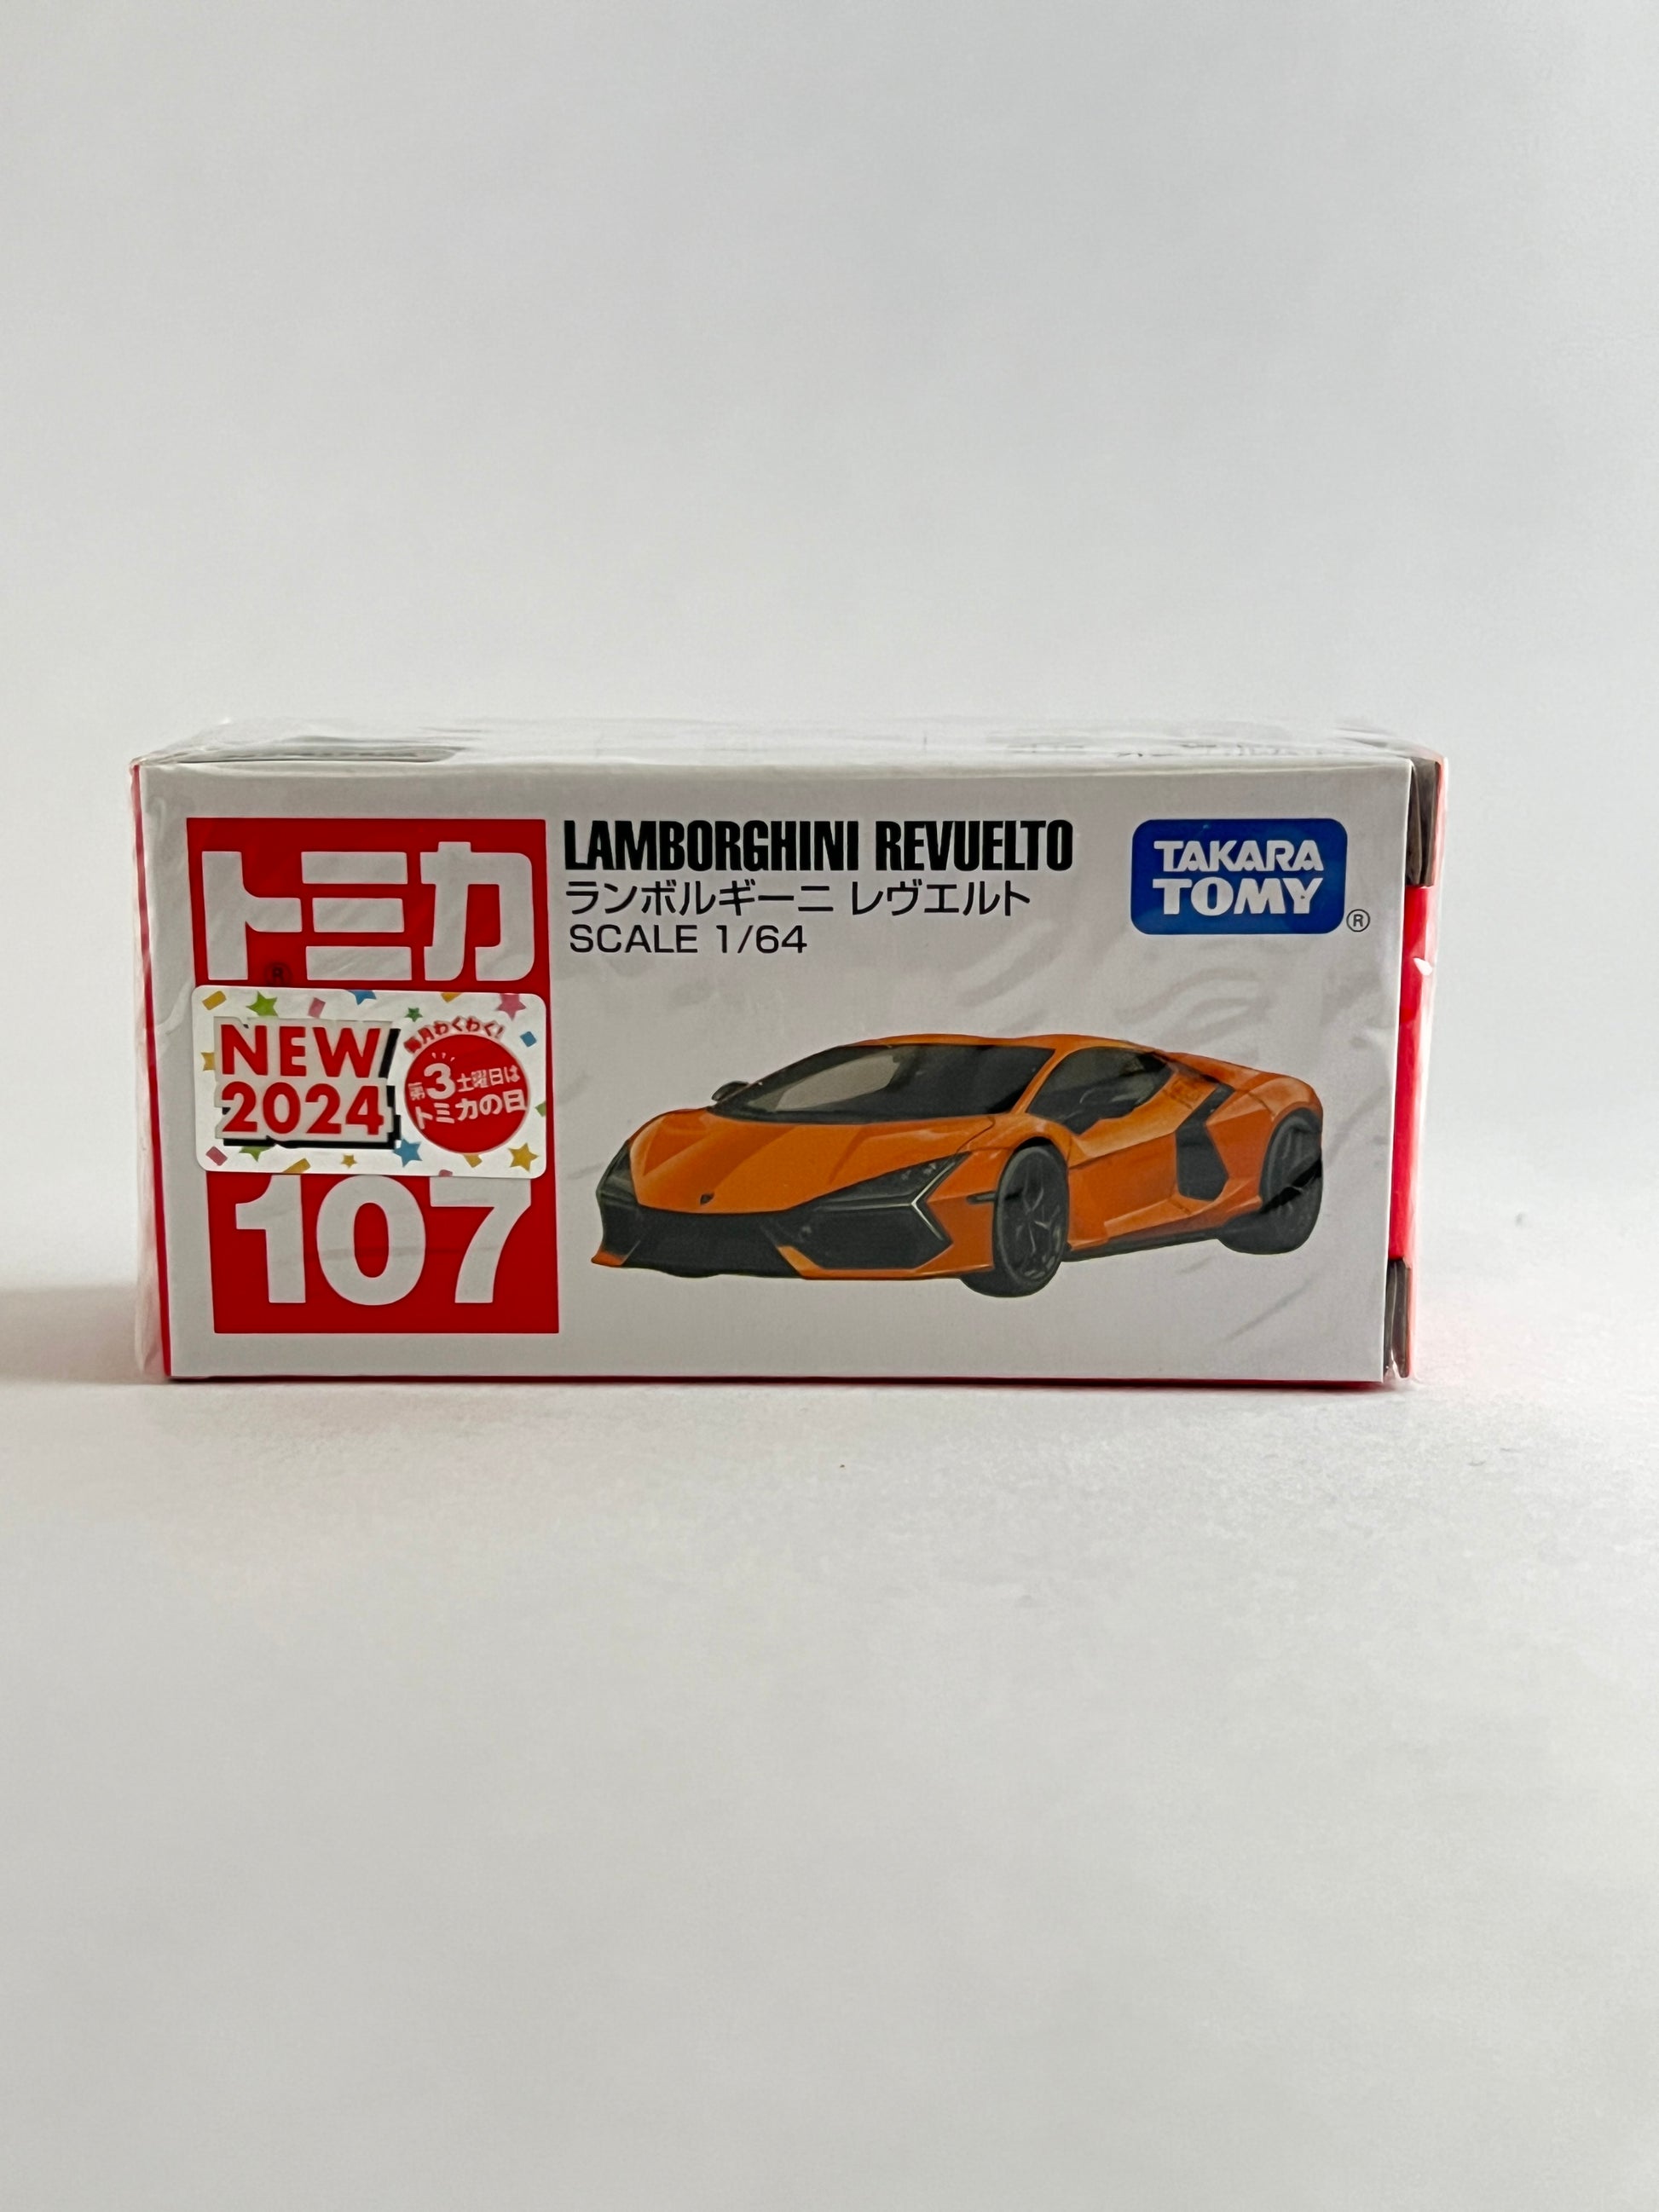 トミカ
®
NEW
2024
毎月わくわく!
第3土曜日は
トミカの日
107
LAMBORGHINI REVUELTO
ランボルギーニ レヴエルト
SCALE 1/64
TAKARA
TOMY
®